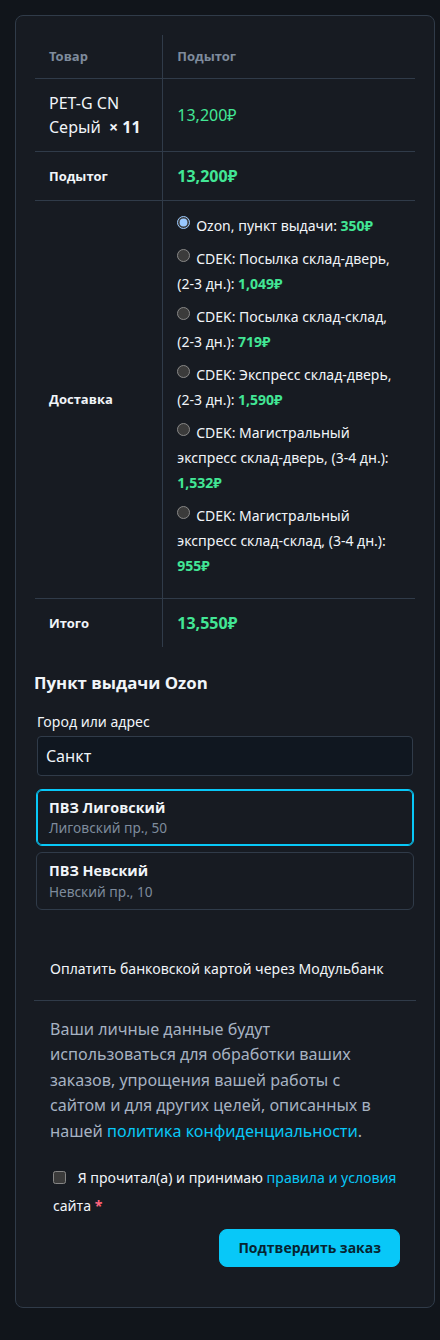 Товар Подытог
PET-G CN 13,200₽
Серый × 11
Подытог 13,200₽
Доставка
Ozon, пункт выдачи: 350₽
CDEK: Посылка склад-дверь,
(2-3 дн.): 1,049₽
CDEK: Посылка склад-склад,
(2-3 дн.): 719₽
CDEK: Экспресс склад-дверь,
(2-3 дн.): 1,590₽
CDEK: Магистральный
экспресс склад-дверь, (3-4 дн.):
1,532₽
CDEK: Магистральный
экспресс склад-склад, (3-4 дн.):
955₽
Итого 13,550₽
Пункт выдачи Ozon
Город или адрес
Санкт
ПВЗ Лиговский
Лиговский пр., 50
ПВЗ Невский
Невский пр., 10
Оплатить банковской картой через Модульбанк
Ваши личные данные будут
использоваться для обработки ваших
заказов, упрощения вашей работы с
сайтом и для других целей, описанных в
нашей политика конфиденциальности.
Я прочитал(а) и принимаю правила и условия
сайта *
Подтвердить заказ